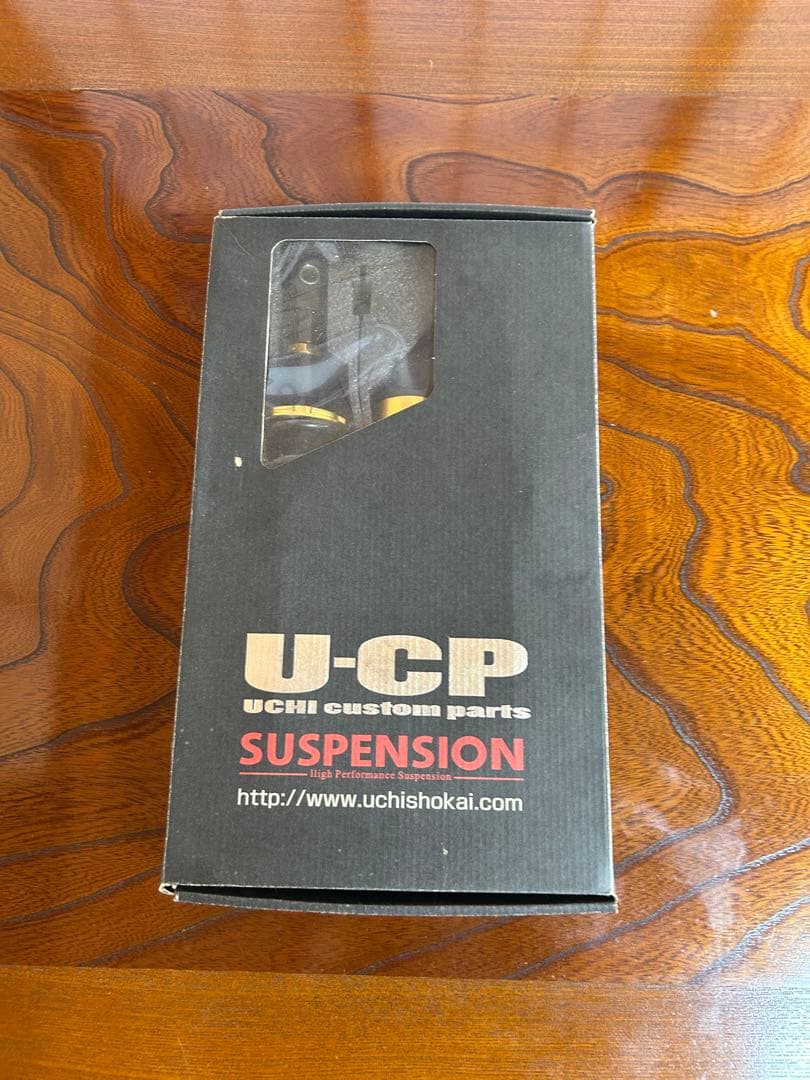 U-CP
UCHI custom parts
SUSPENSION
High Performance Suspension
http://www.uchishokai.com